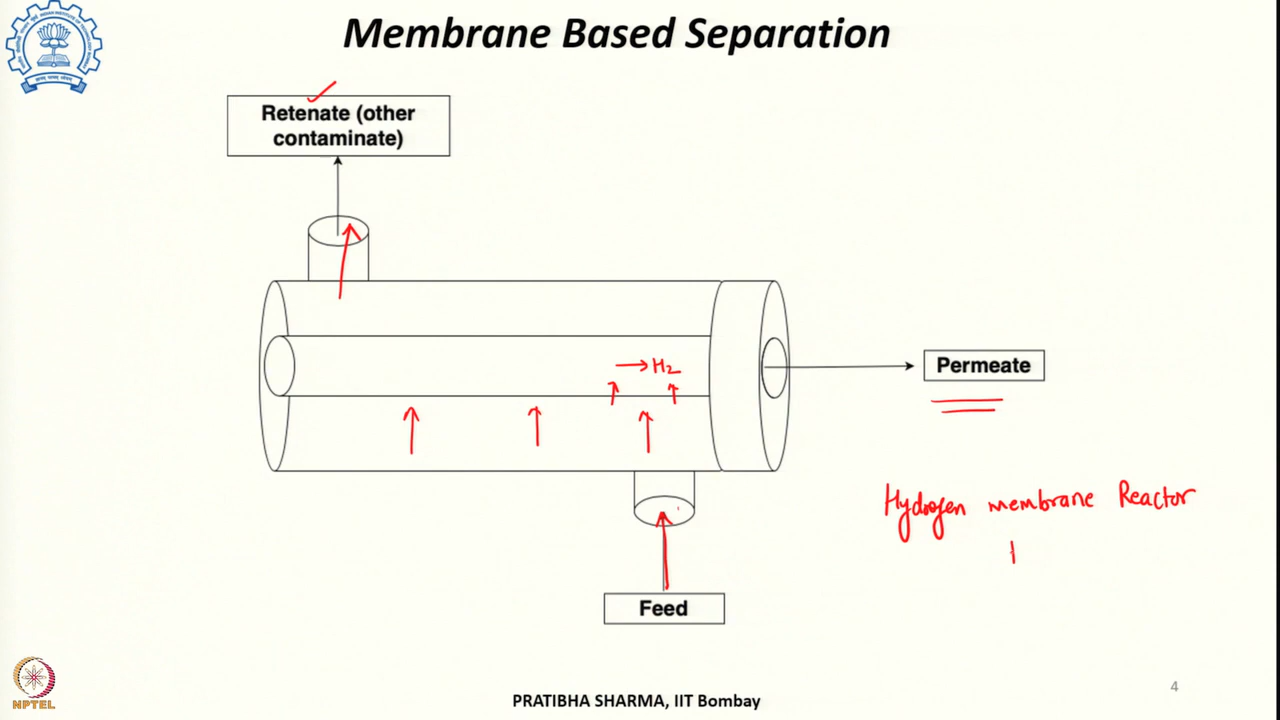 Membrane Based Separation
Retenate (other
contaminate)
→ H₂
Permeate
Hydrogen membrane Reactor
Feed
NPTEL
PRATIBHA SHARMA, IIT Bombay
4